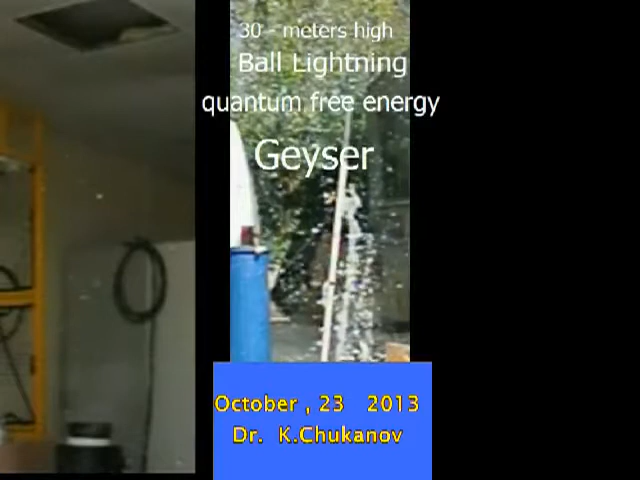 30 - meters high
Ball Lightning
quantum free energy
Geyser
October , 23 2013
Dr. K.Chukanov